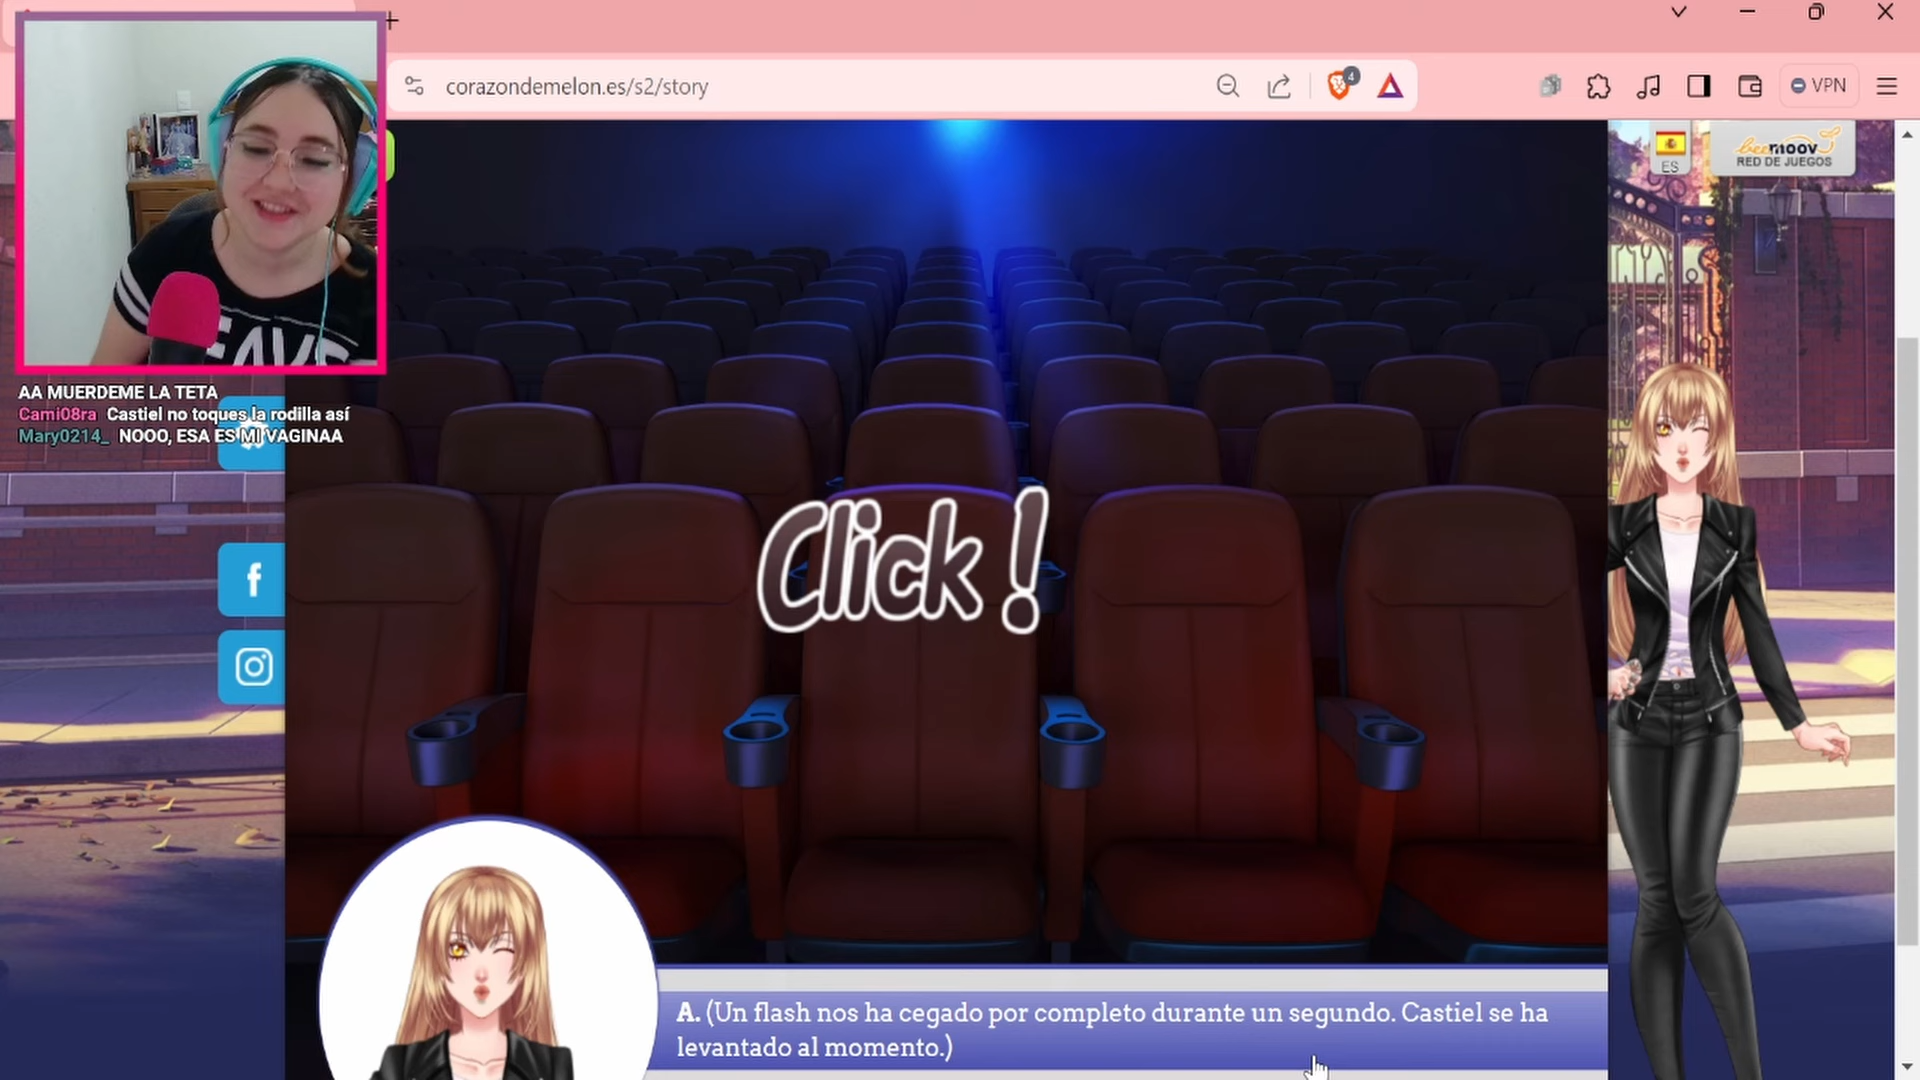 corazondemelon.es/s2/story
4
VPN
ES
beemoov
RED DE JUEGOS
AA MUERDEME LA TETA
Cami08ra Castiel no toques la rodilla así
Mary0214_ NOOO, ESA ES MI VAGINAA
Click !
A. (Un flash nos ha cegado por completo durante un segundo. Castiel se ha
levantado al momento.)